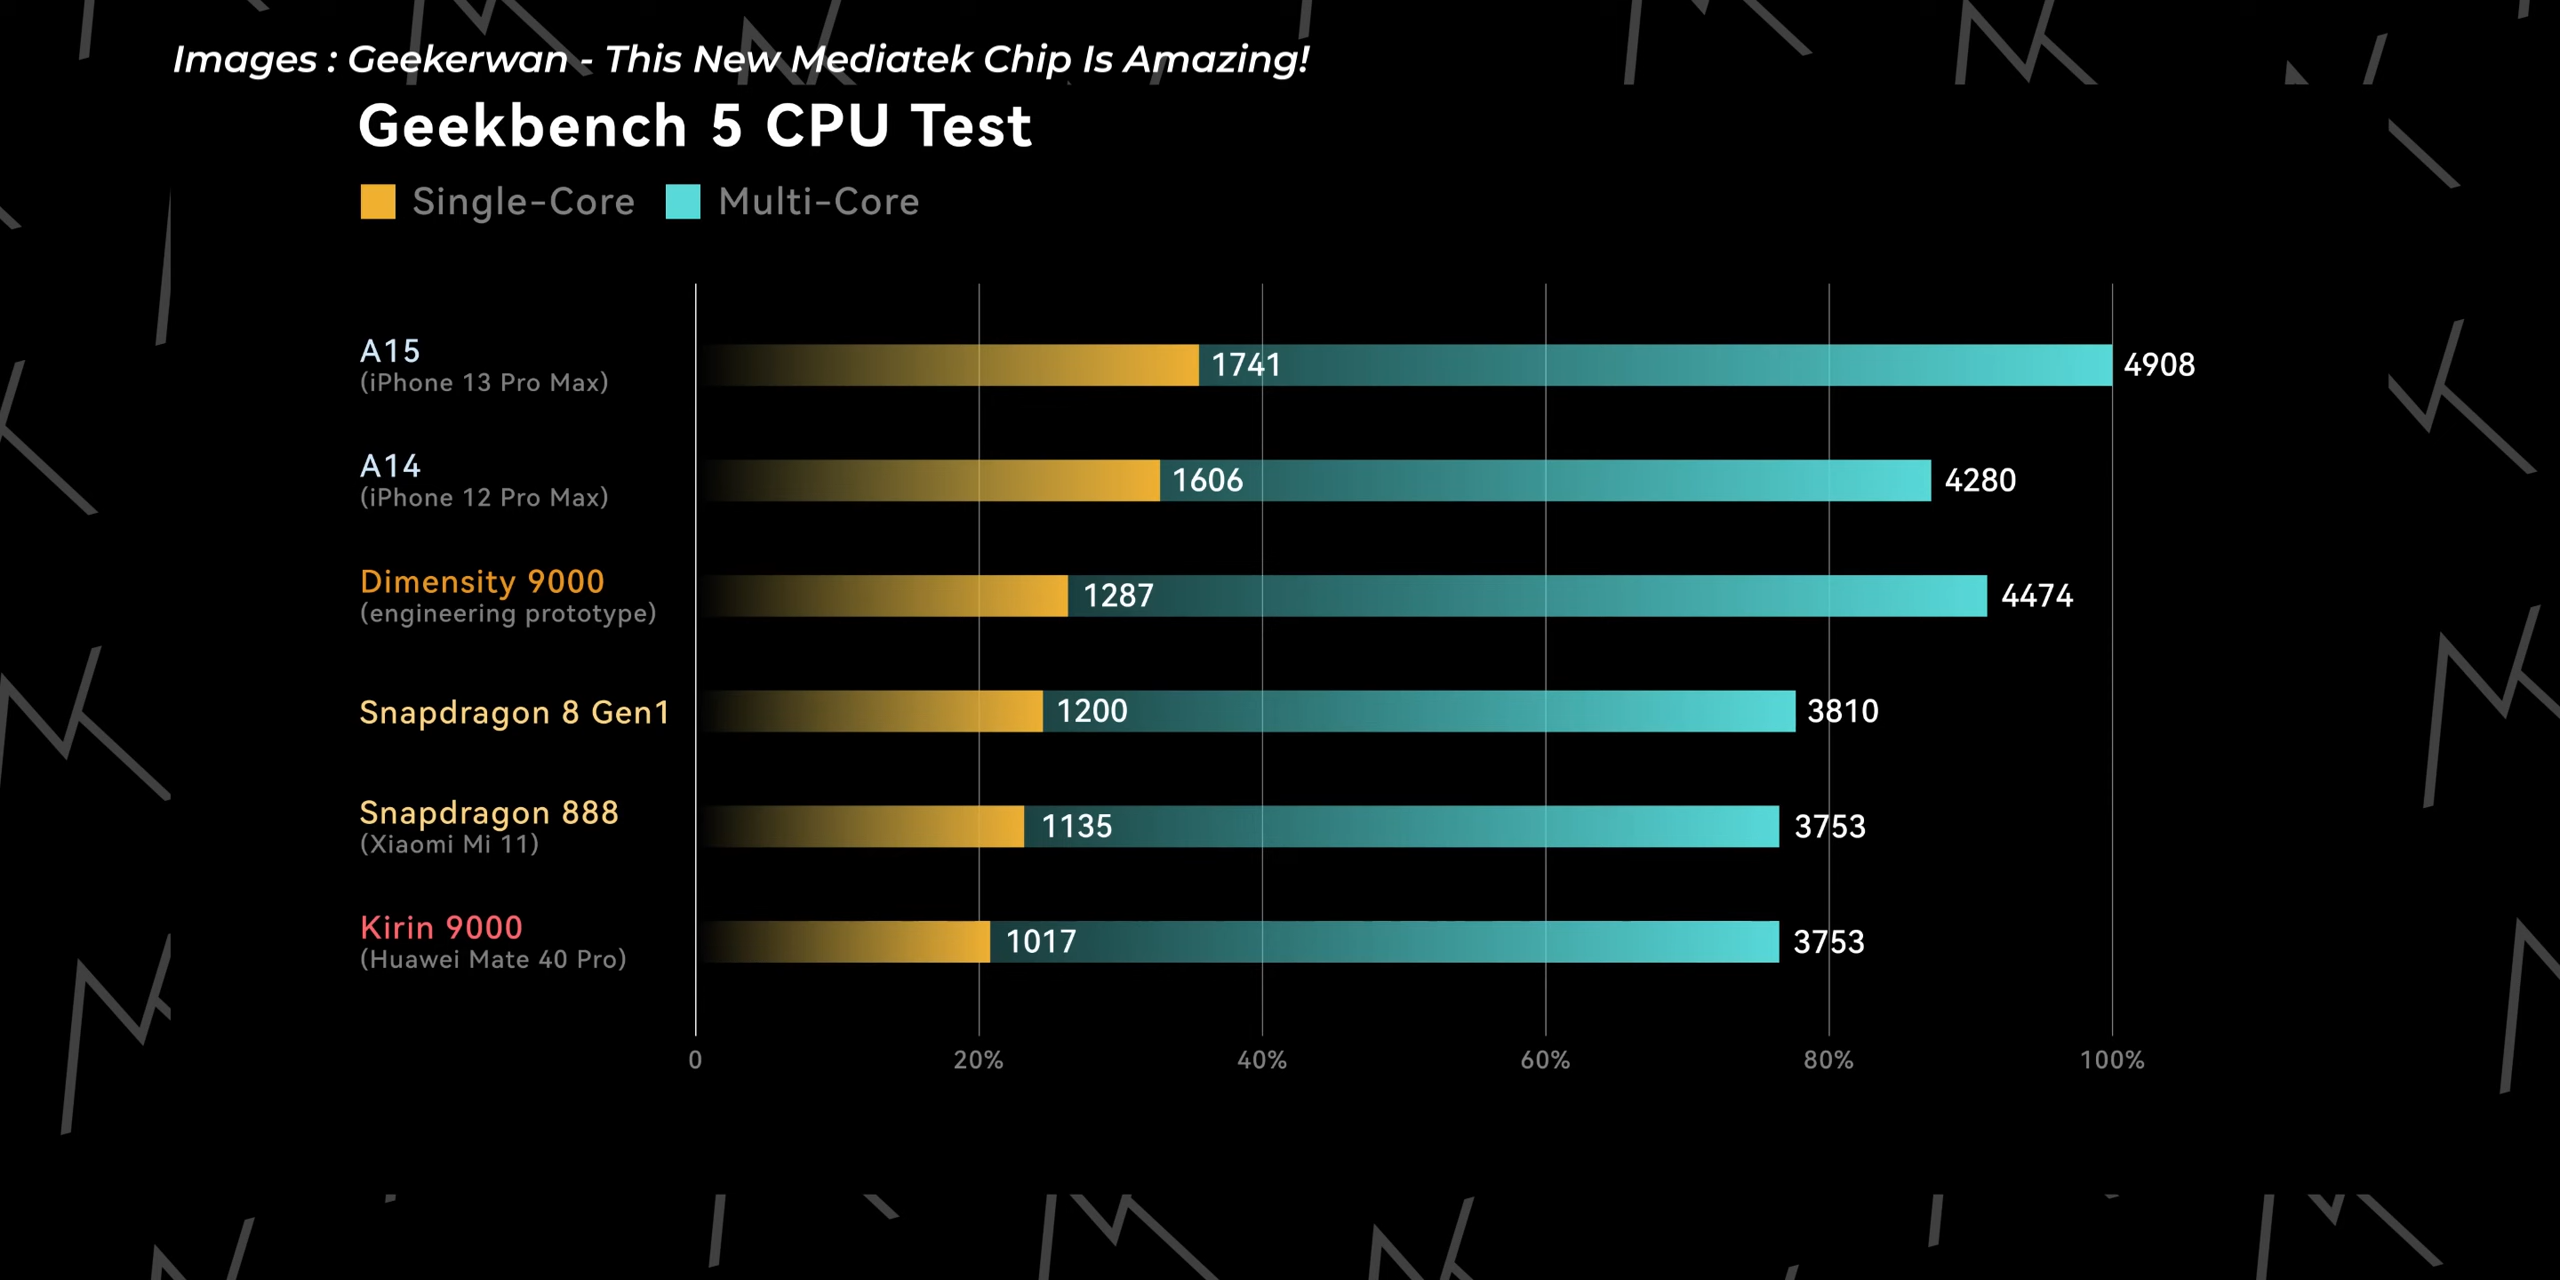 Images : Geekerwan - This New Mediatek Chip Is Amazing!
Geekbench 5 CPU Test
Single-Core Multi-Core
A15
(iPhone 13 Pro Max)
1741 4908
A14
(iPhone 12 Pro Max)
1606 4280
Dimensity 9000
(engineering prototype)
1287 4474
Snapdragon 8 Gen1
1200 3810
Snapdragon 888
(Xiaomi Mi 11)
1135 3753
Kirin 9000
(Huawei Mate 40 Pro)
1017 3753
0 20% 40% 60% 80% 100%